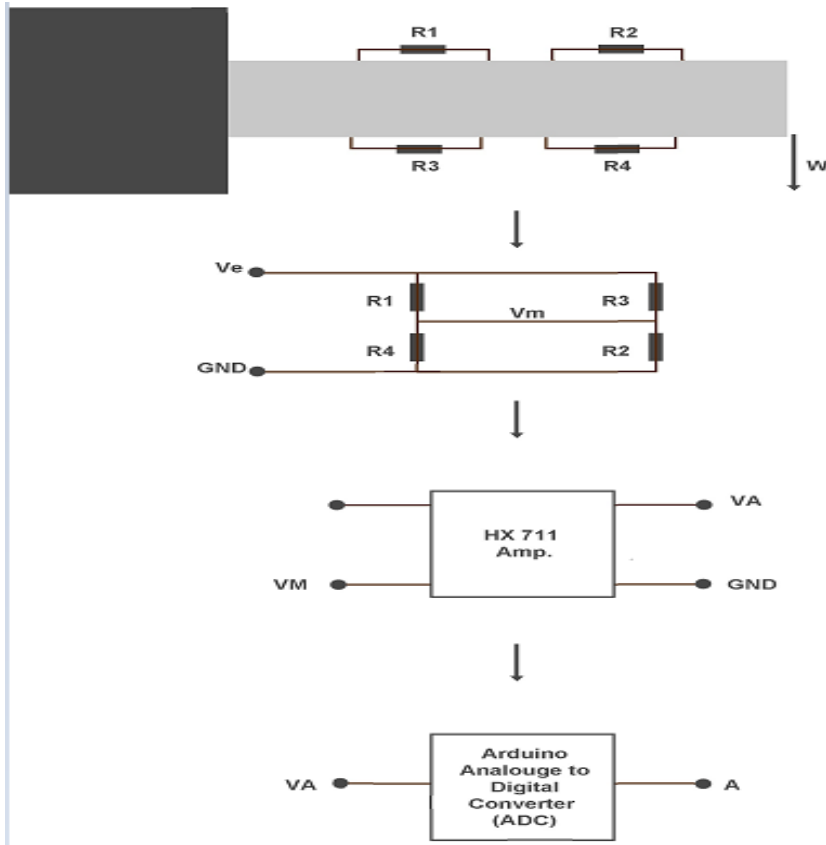 R1
R2
R3
R4
W
Ve
R1
R3
Vm
R4
R2
GND
HX 711
Amp.
VA
VM
GND
Arduino
Analouge to
Digital
Converter
(ADC)
VA
A